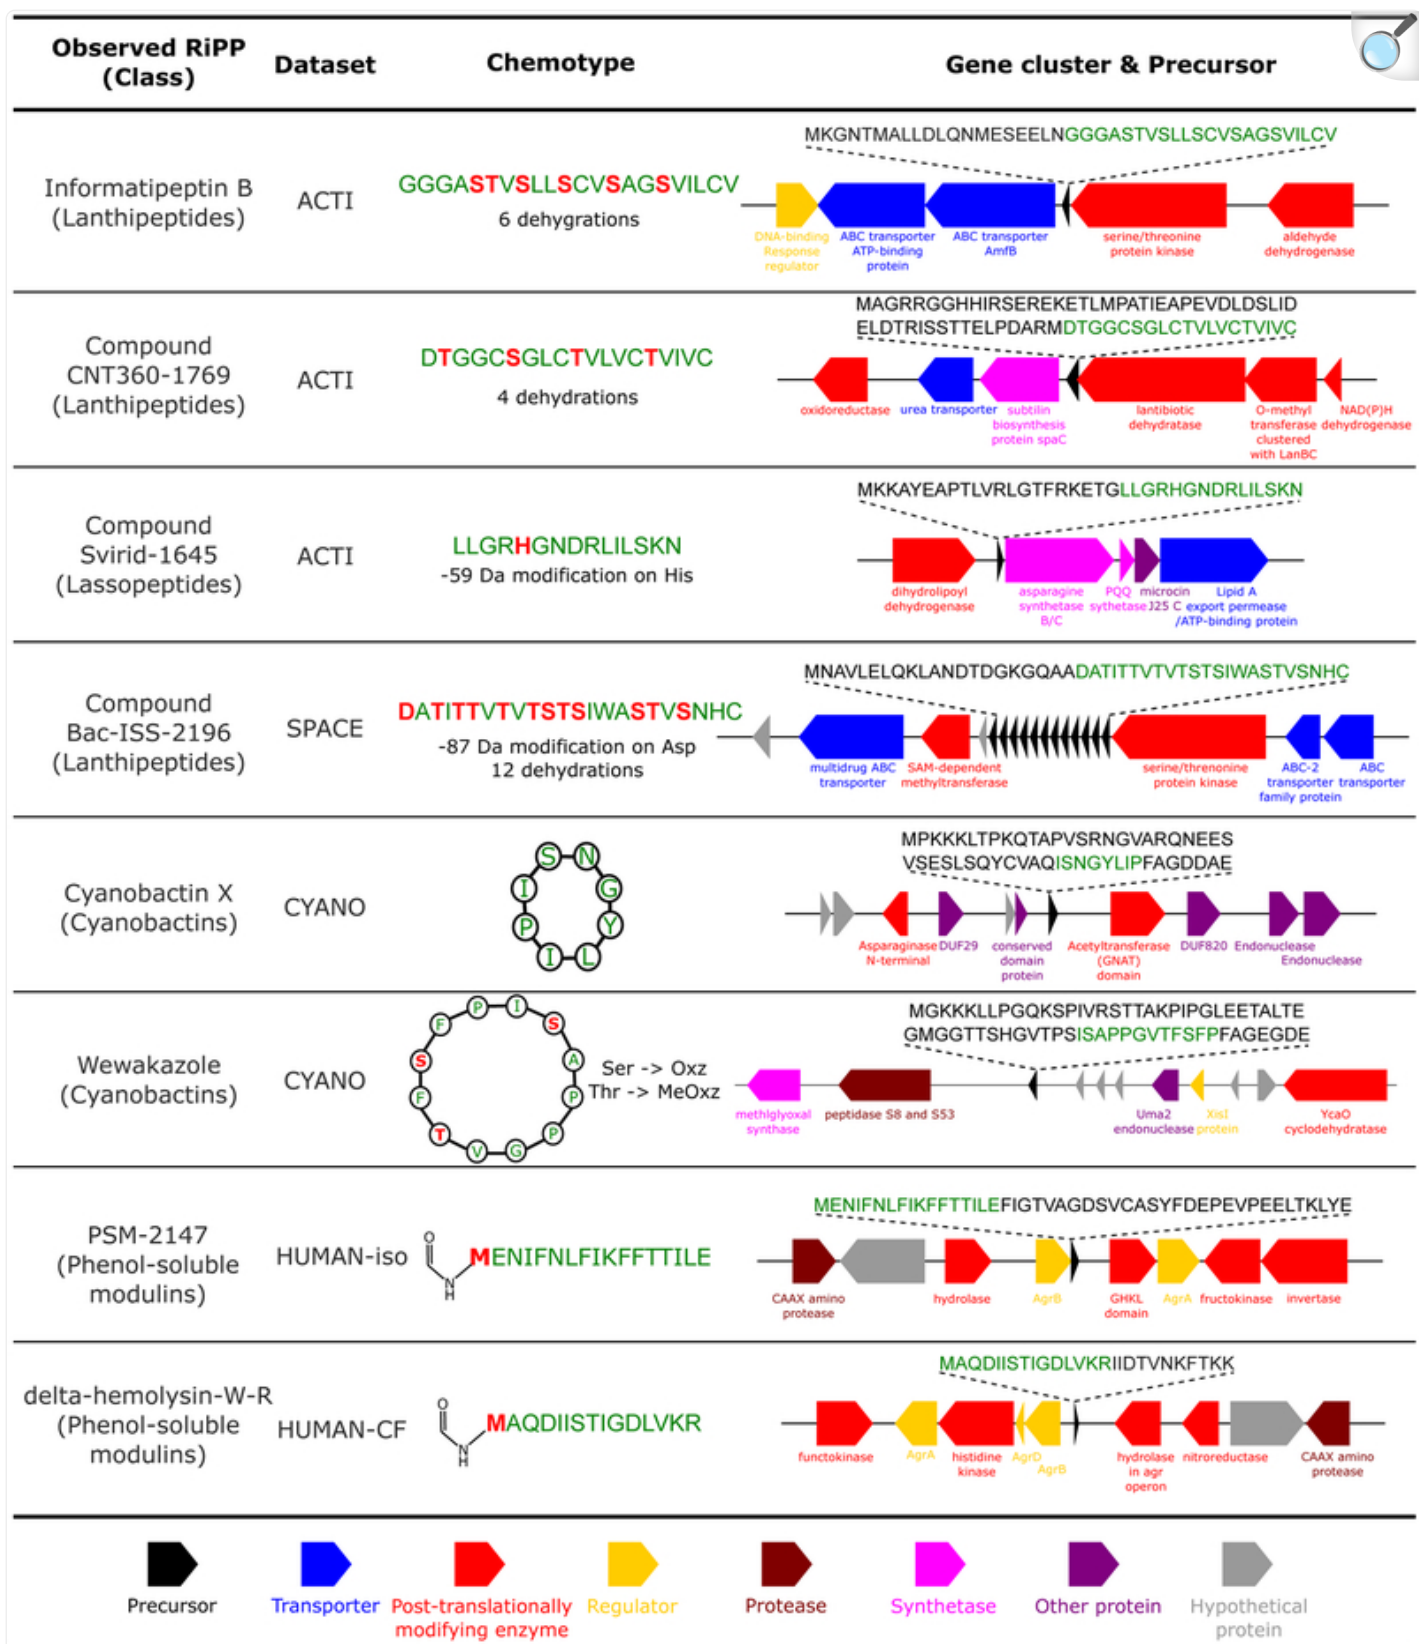 Observed RiPP
(Class)
Dataset
Chemotype
Gene cluster & Precursor
Informatipeptin B
(Lanthipeptides)
ACTI
GGGASTVSLLSCVSAGSVILCV
6 dehygrations
MKGNTMALLDLQNMESEELNGGGASTVSLLSCVSAGSVILCV
DNA-binding
Response
regulator
ABC transporter
ATP-binding
protein
ABC transporter
AmfB
serine/threonine
protein kinase
aldehyde
dehydrogenase
Compound
CNT360-1769
(Lanthipeptides)
ACTI
DTGGCSGLCTVLVCTVIVC
4 dehydrations
MAGRRGGHHIRSEREKETLMPATIEAPEVDLDSLID
ELDTRISSTTELPDARMDTGGCSGLCTVLVCTVIVC
oxidoreductase
urea transporter
subtilin
biosynthesis
protein spaC
lantibiotic
dehydratase
O-methyl
transferase
clustered
with LanBC
NAD(P)H
dehydrogenase
Compound
Svirid-1645
(Lassopeptides)
ACTI
LLGRHGNDRLILSKN
-59 Da modification on His
MKKAYEAPTLVRLGTFRKETGLLGRHGNDRLILSKN
dihydrolipoyl
dehydrogenase
asparagine
synthetase
B/C
PQQ
sythetase
microcin
J25 C
Lipid A
export permease
/ATP-binding protein
Compound
Bac-ISS-2196
(Lanthipeptides)
SPACE
DATITTVTVTSTSIWASTVSNHC
-87 Da modification on Asp
12 dehydrations
MNAVLELQKLANDTDGKGQAADATITTVTVTSTSIWASTVSNHC
multidrug ABC
transporter
SAM-dependent
methyltransferase
serine/threnonine
protein kinase
ABC-2
transporter
family protein
ABC
transporter
Cyanobactin X
(Cyanobactins)
CYANO
S N
I G
P Y
I L
MPKKKLTPKQTAPVSRNGVARQNEES
VSESLSQYCVAQISNGYLIPFAGDDAE
Asparaginase
N-terminal
DUF29
conserved
domain
protein
Acetyltransferase
(GNAT)
domain
DUF820
Endonuclease
Endonuclease
Wewakazole
(Cyanobactins)
CYANO
P I
F S
S A
F P
T P
V G
Ser -> Oxz
Thr -> MeOxz
MGKKKLLPGQKSPIVRSTTAKPIPGLEETALTE
GMGGTTSHGVTPSISAPPGVTFSFPFAGEGDE
methlglyoxal
synthase
peptidase S8 and S53
Uma2
endonuclease
XisI
protein
YcaO
cyclodehydratase
PSM-2147
(Phenol-soluble
modulins)
HUMAN-iso
O
N
H
MENIFNLFIKFFTTILE
MENIFNLFIKFFTTILEFIGTVAGDSVCASYFDEPEVPEELTKLYE
CAAX amino
protease
hydrolase
AgrB
GHKL
domain
AgrA
fructokinase
invertase
delta-hemolysin-W-R
(Phenol-soluble
modulins)
HUMAN-CF
O
N
H
MAQDIISTIGDLVKR
MAQDIISTIGDLVKRIIDTVNKFTKK
functokinase
AgrA
histidine
kinase
AgrD
AgrB
hydrolase
in agr
operon
nitroreductase
CAAX amino
protease
Precursor
Transporter
Post-translationally
modifying enzyme
Regulator
Protease
Synthetase
Other protein
Hypothetical
protein